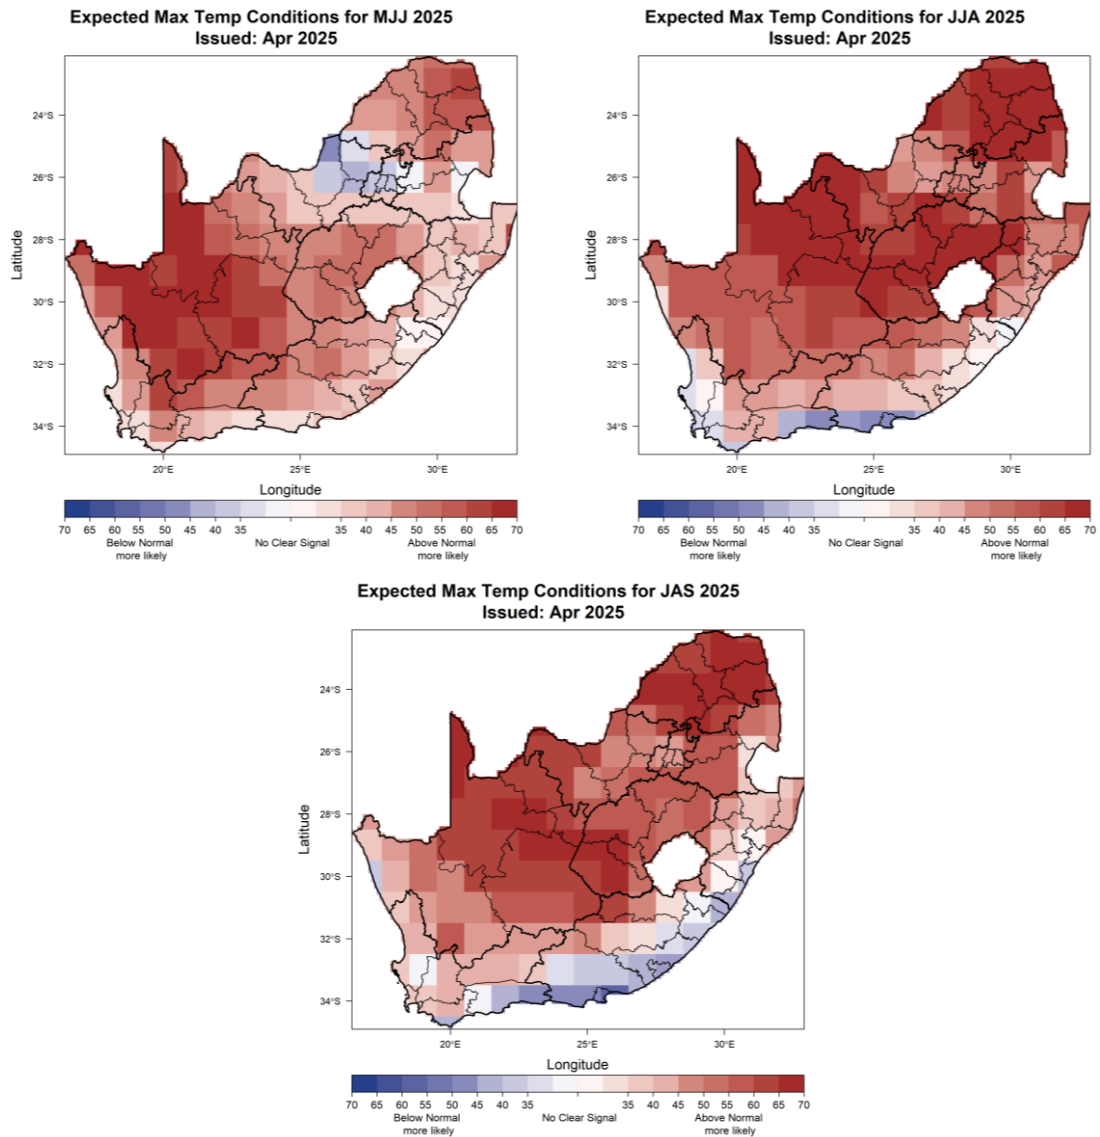 Expected Max Temp Conditions for MJJ 2025
Issued: Apr 2025
24°S
26°S
28°S
30°S
32°S
34°S
Latitude
20°E 25°E 30°E
Longitude
70 65 60 55 50 45 40 35 35 40 45 50 55 60 65 70
Below Normal No Clear Signal Above Normal
more likely more likely
Expected Max Temp Conditions for JJA 2025
Issued: Apr 2025
24°S
26°S
28°S
30°S
32°S
34°S
Latitude
20°E 25°E 30°E
Longitude
70 65 60 55 50 45 40 35 35 40 45 50 55 60 65 70
Below Normal No Clear Signal Above Normal
more likely more likely
Expected Max Temp Conditions for JAS 2025
Issued: Apr 2025
24°S
26°S
28°S
30°S
32°S
34°S
Latitude
20°E 25°E 30°E
Longitude
70 65 60 55 50 45 40 35 35 40 45 50 55 60 65 70
Below Normal No Clear Signal Above Normal
more likely more likely